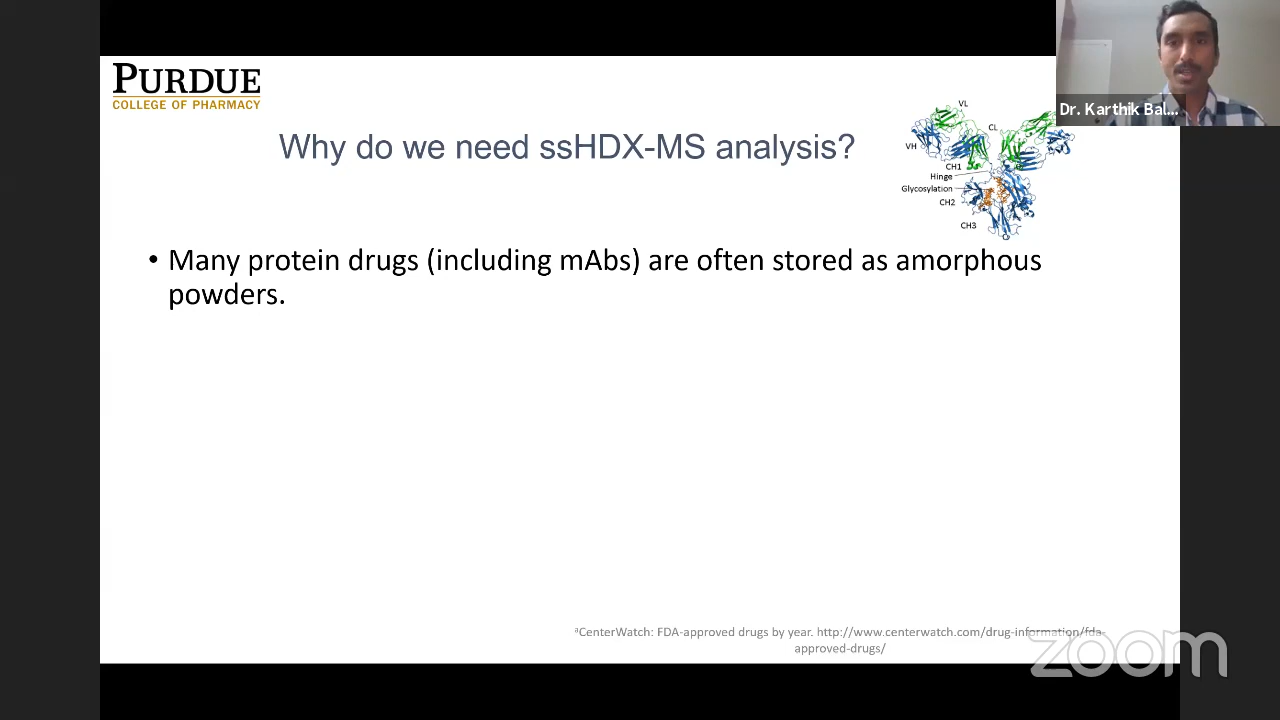 PURDUE
COLLEGE OF PHARMACY
Dr. Karthik Bal...
Why do we need ssHDX-MS analysis?
VL
CL
VH
CH1
Hinge
Glycosylation
CH2
CH3
• Many protein drugs (including mAbs) are often stored as amorphous
powders.
aCenterWatch: FDA-approved drugs by year. http://www.centerwatch.com/drug-information/fda-
approved-drugs/
zoom